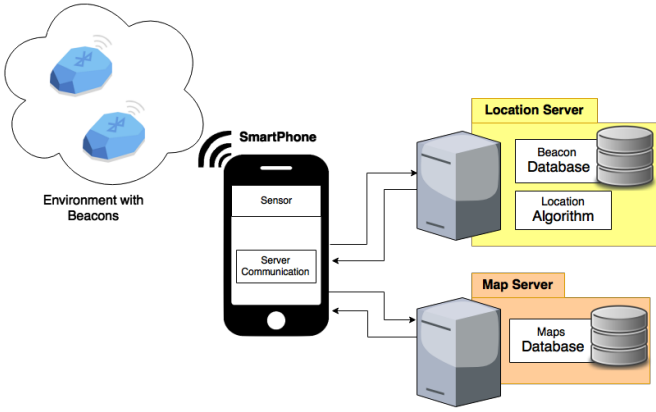 Environment with
Beacons
SmartPhone
Sensor
Server
Communication
Location Server
Beacon
Database
Location
Algorithm
Map Server
Maps
Database